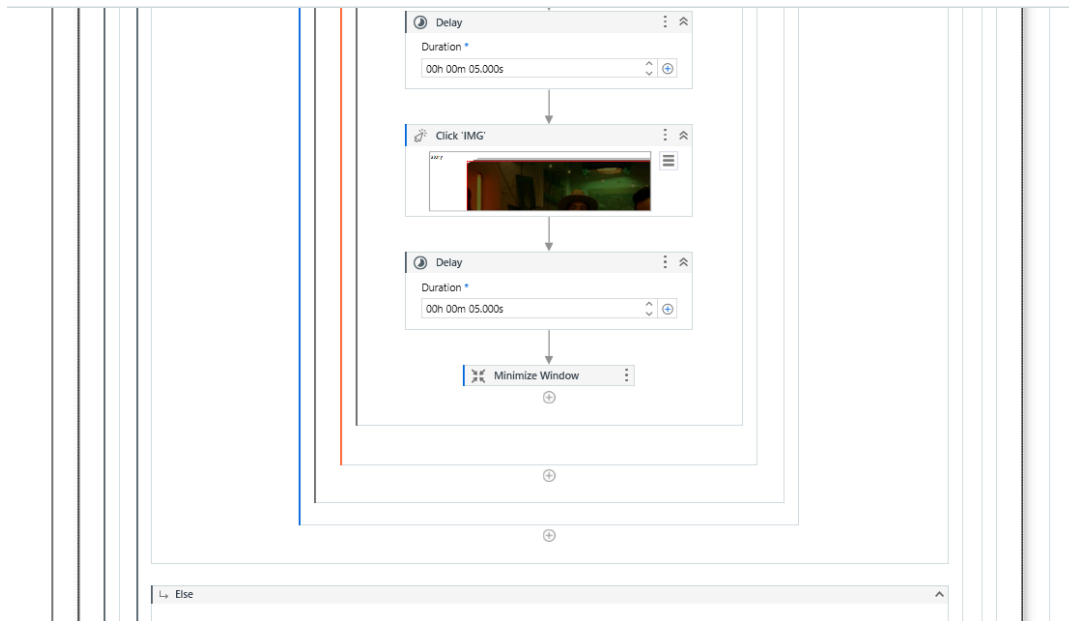 Delay
Duration *
00h 00m 05.000s
Click 'IMG'
Delay
Duration *
00h 00m 05.000s
Minimize Window
Else